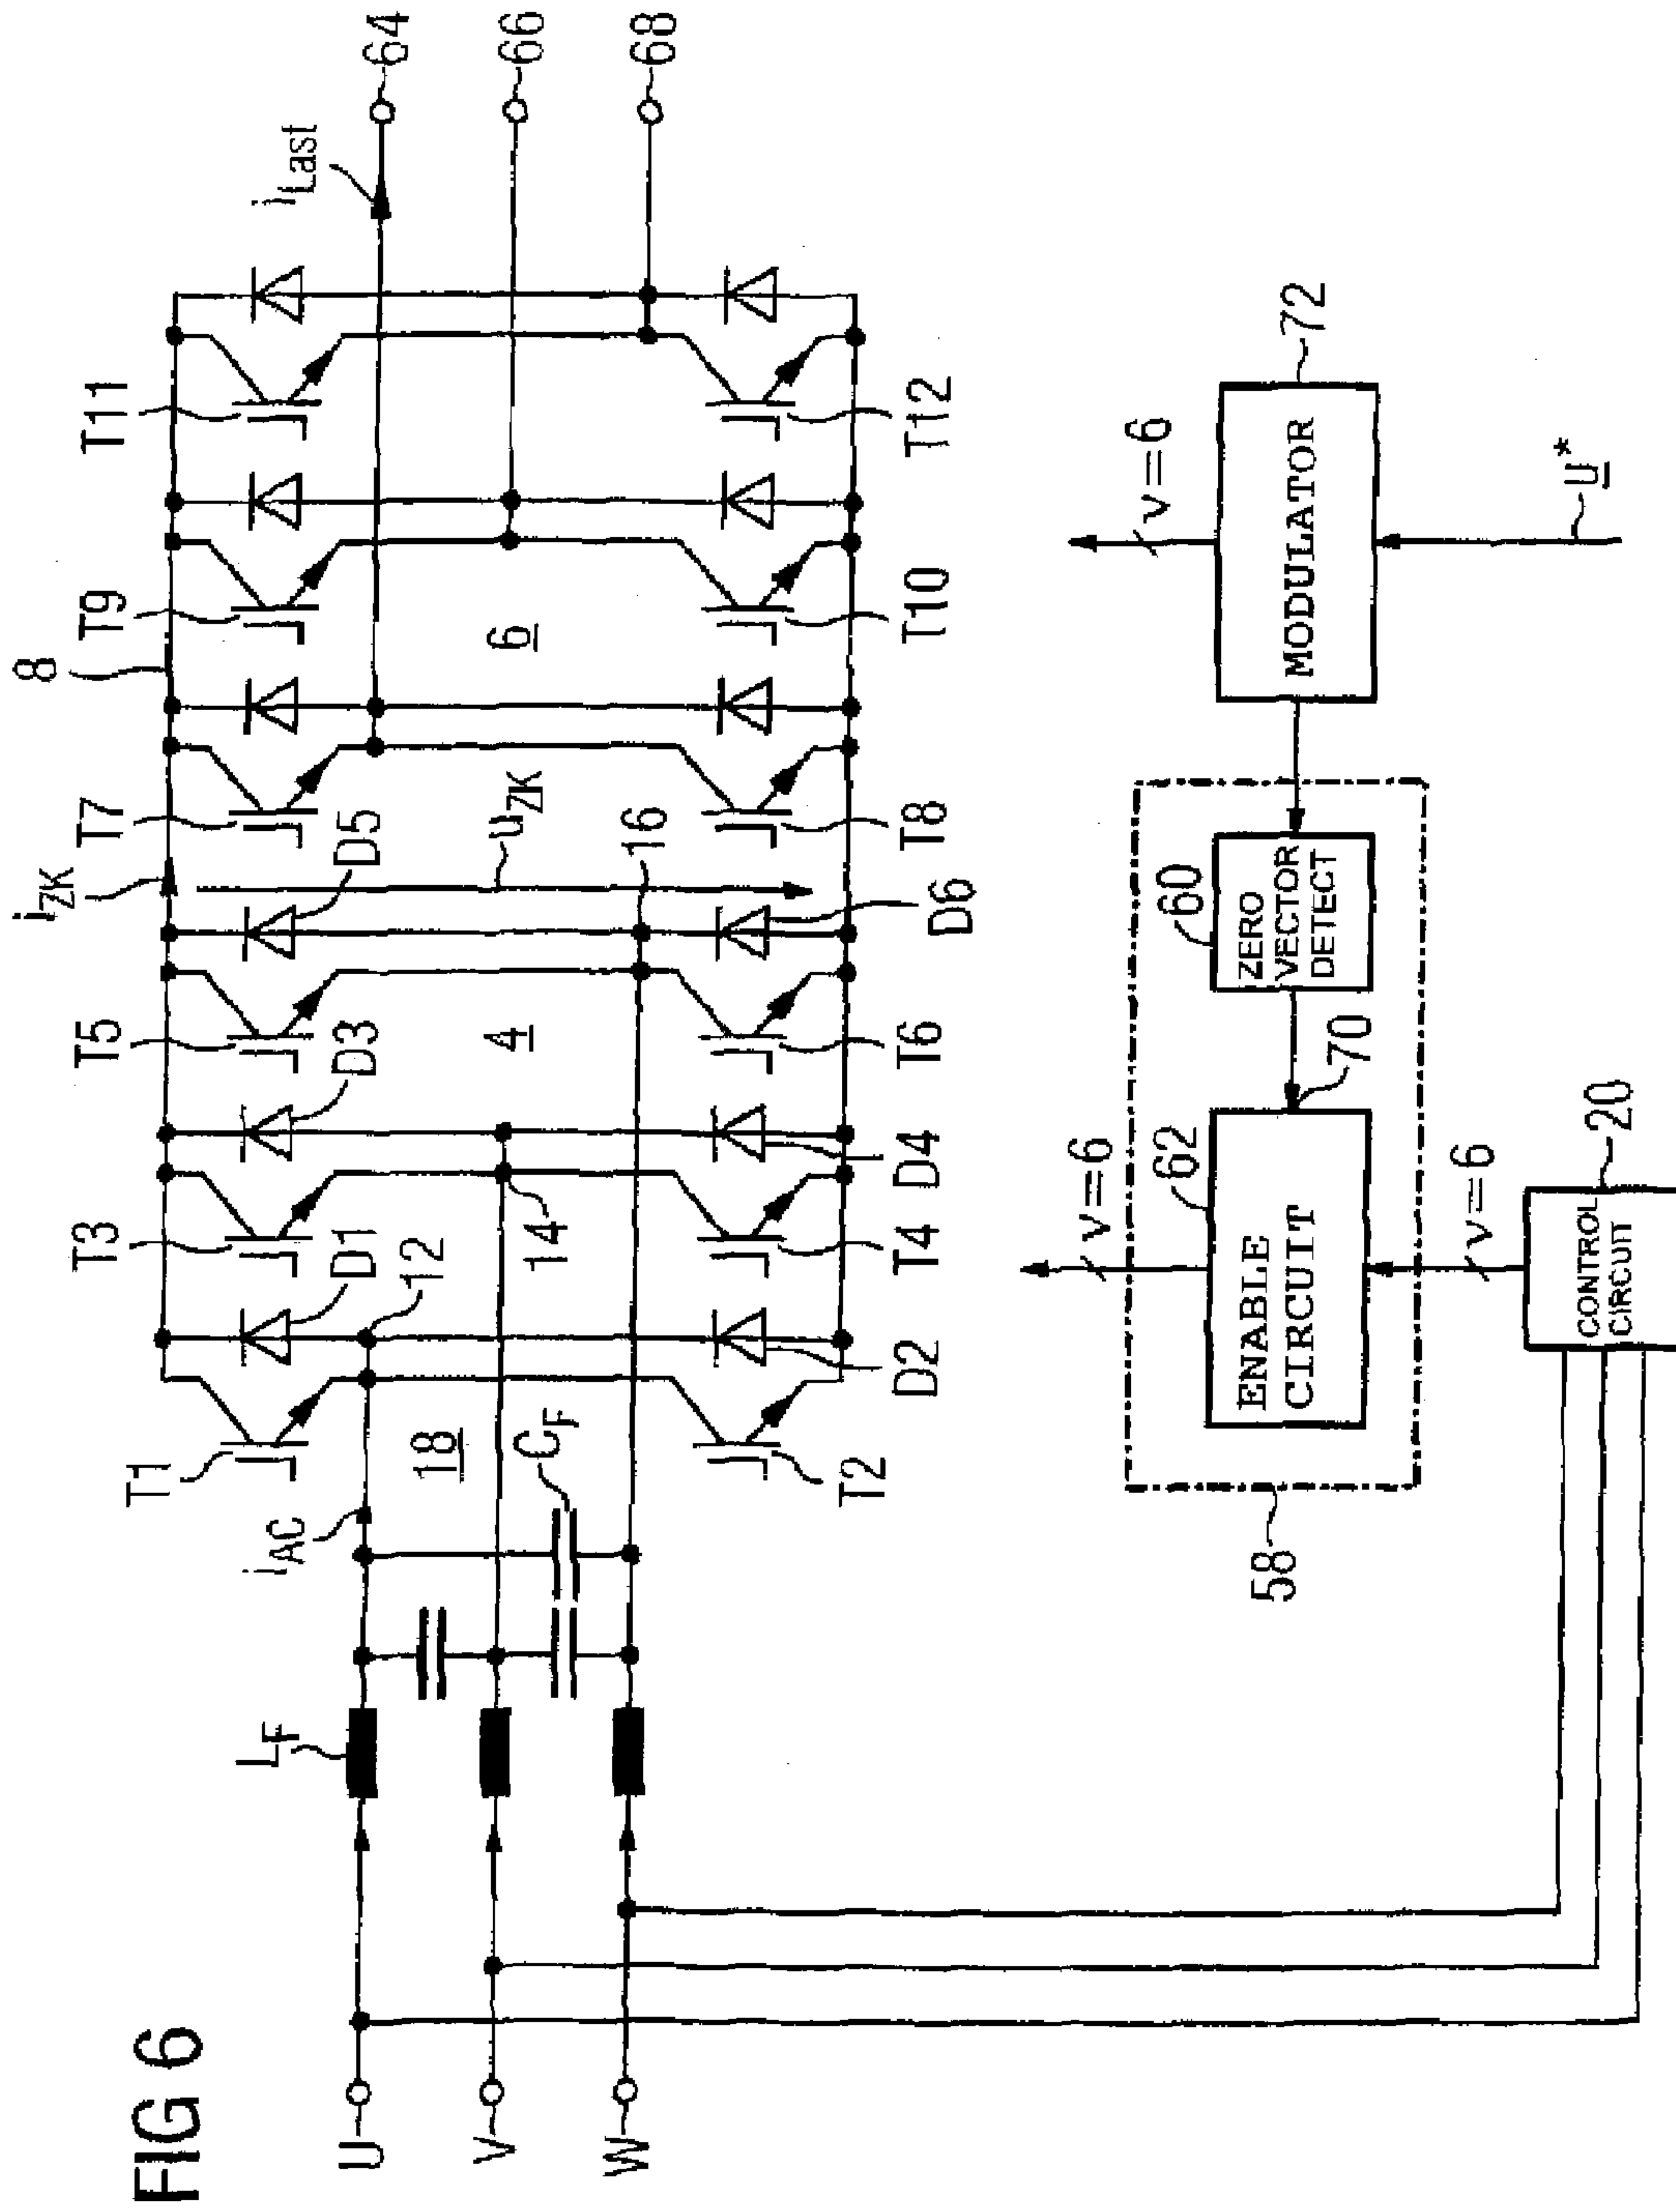 FIG 6
8
i_ZK
T1
T3
T5
T7
T9
T11
D1
D3
D5
12
i_AC
L_F
18
C_F
14
4
16
u_ZK
6
i_Last
64
66
68
U
V
W
T2
D2
T4
D4
T6
D6
T8
T10
T12
ν=6
ν=6
62
60
72
ENABLE
CIRCUIT
70
ZERO
VECTOR
DETECT
MODULATOR
58
ν=6
U*
20
CONTROL
CIRCUIT